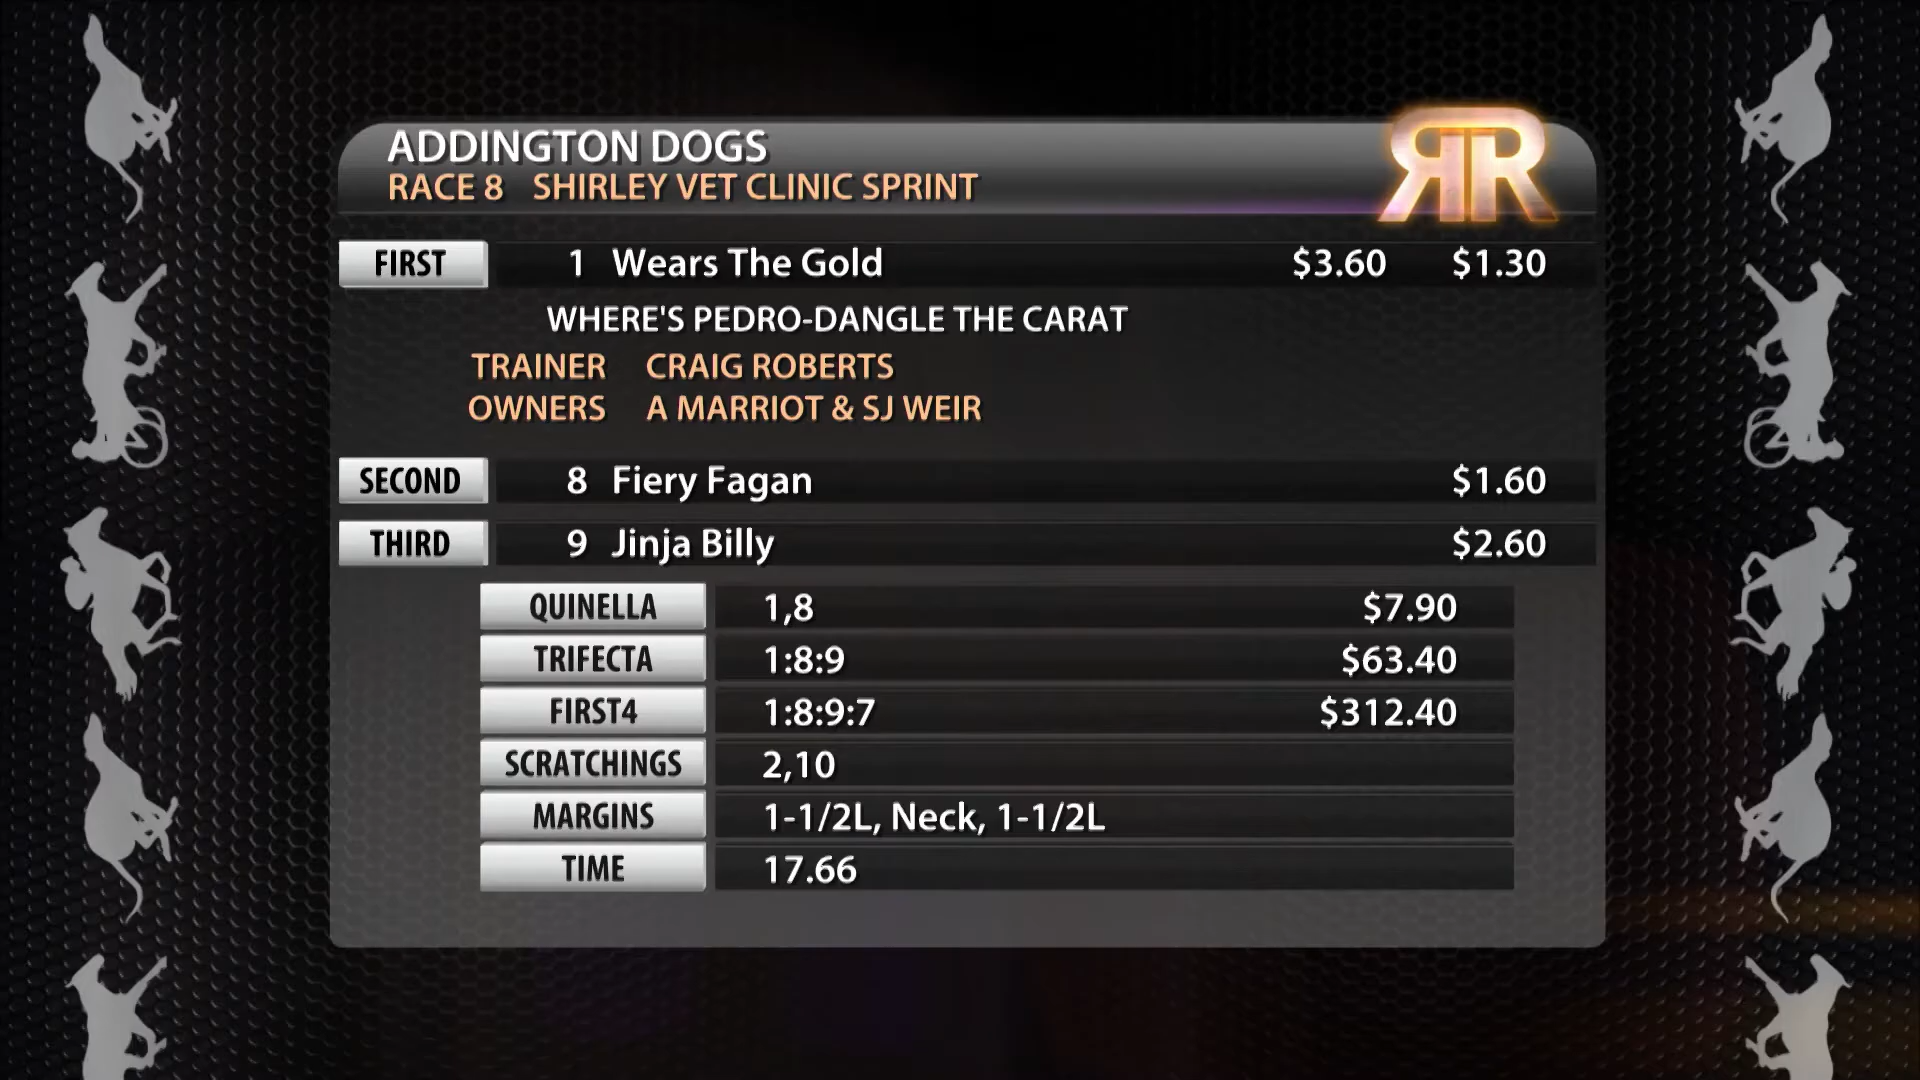 ADDINGTON DOGS
RACE 8 SHIRLEY VET CLINIC SPRINT
RR
FIRST 1 Wears The Gold $3.60 $1.30
WHERE'S PEDRO-DANGLE THE CARAT
TRAINER CRAIG ROBERTS
OWNERS A MARRIOT & SJ WEIR
SECOND 8 Fiery Fagan $1.60
THIRD 9 Jinja Billy $2.60
QUINELLA 1,8 $7.90
TRIFECTA 1:8:9 $63.40
FIRST4 1:8:9:7 $312.40
SCRATCHINGS 2,10
MARGINS 1-1/2L, Neck, 1-1/2L
TIME 17.66